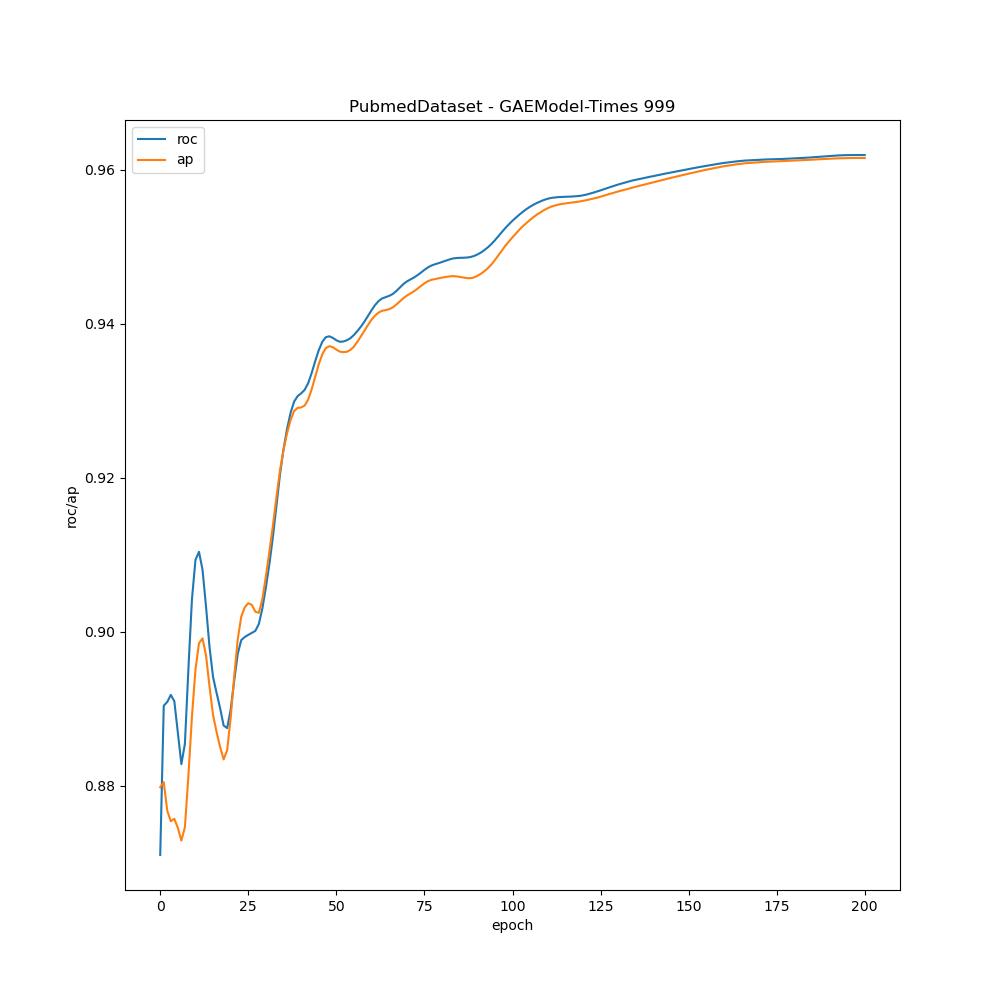 PubmedDataset - GAEModel-Times 999
roc
ap
0.96
0.94
0.92
0.90
0.88
roc/ap
0 25 50 75 100 125 150 175 200
epoch